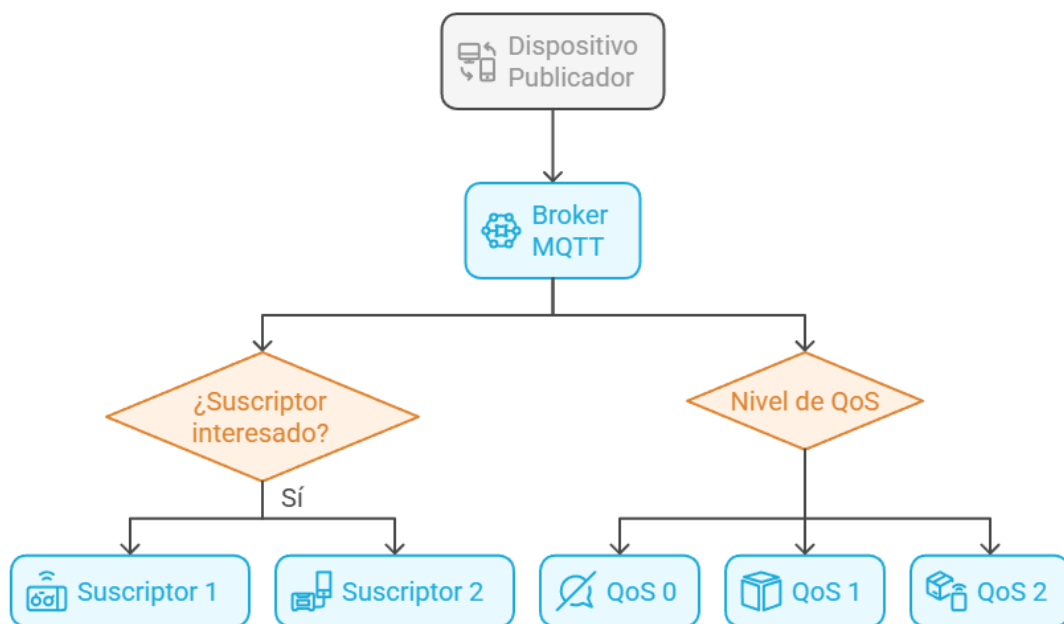 Dispositivo
Publicador
Broker
MQTT
¿Suscriptor
interesado?
Nivel de QoS
Sí
Suscriptor 1
Suscriptor 2
QoS 0
QoS 1
QoS 2